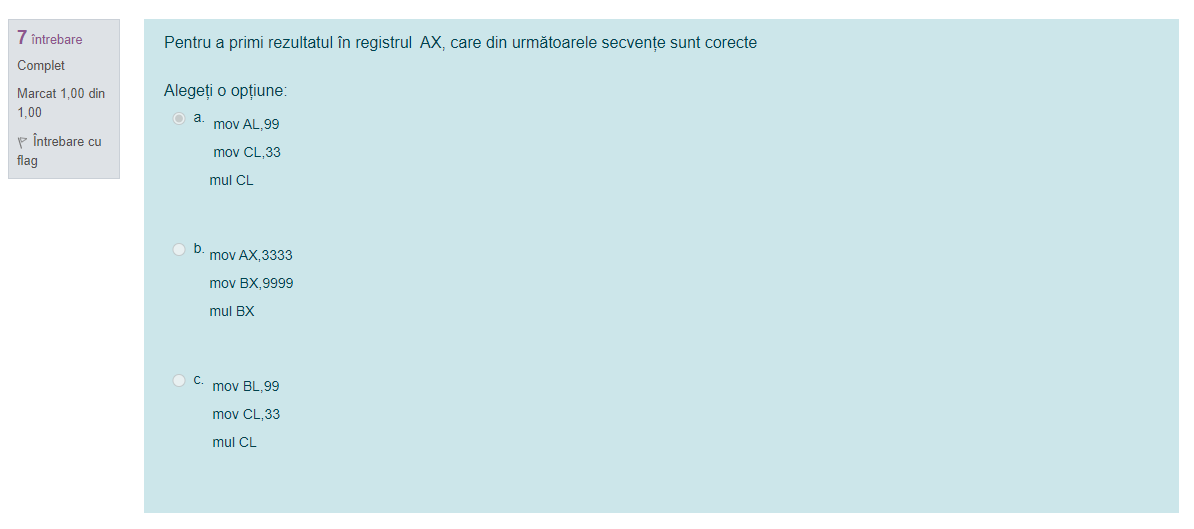 7 întrebare
Complet
Marcat 1,00 din
1,00
Întrebare cu
flag
Pentru a primi rezultatul în registrul AX, care din următoarele secvențe sunt corecte
Alegeți o opțiune:
a. mov AL,99
mov CL,33
mul CL
b. mov AX,3333
mov BX,9999
mul BX
c. mov BL,99
mov CL,33
mul CL